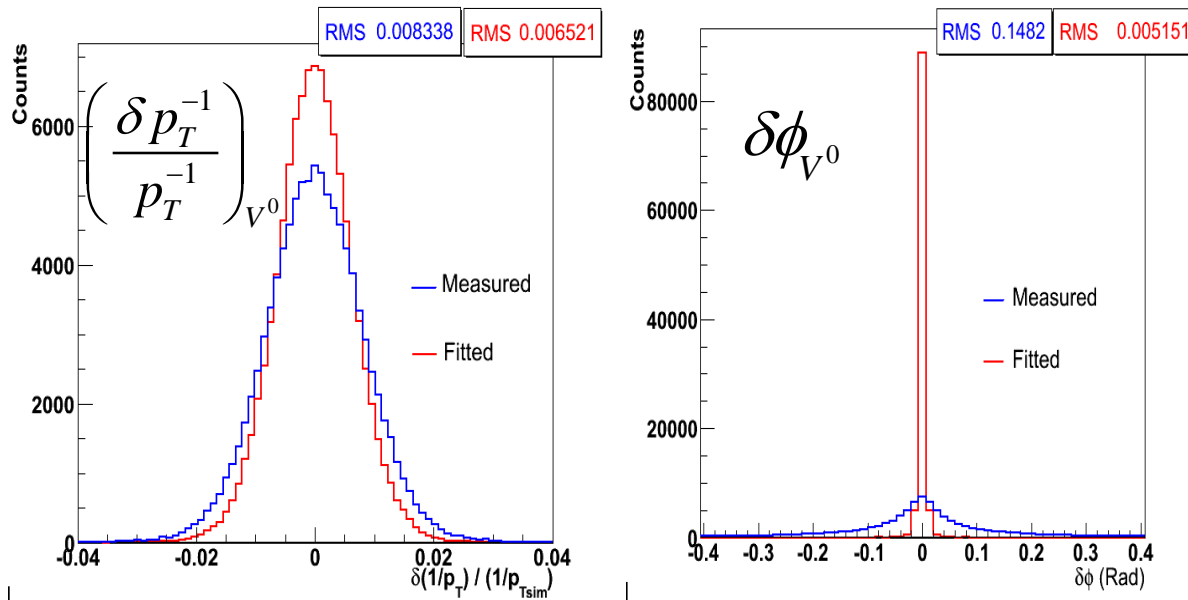 RMS 0.008338
RMS 0.006521
Counts
6000
4000
2000
0
(δ p_T^{-1} / p_T^{-1})_{V^0}
Measured
Fitted
-0.04 -0.02 0 0.02 0.04
δ(1/p_T) / (1/p_Tsim)
RMS 0.1482
RMS 0.005151
Counts
80000
60000
40000
20000
0
δϕ_{V^0}
Measured
Fitted
-0.4 -0.3 -0.2 -0.1 0 0.1 0.2 0.3 0.4
δϕ (Rad)